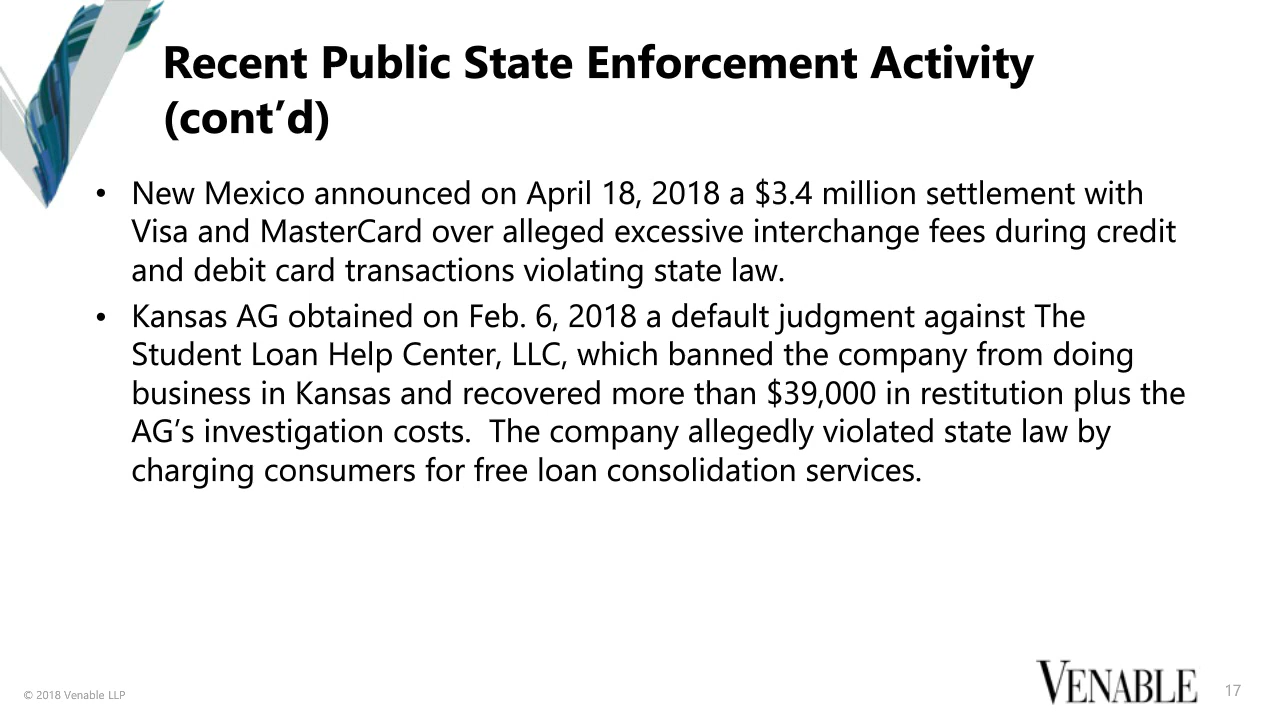 Recent Public State Enforcement Activity
(cont’d)
• New Mexico announced on April 18, 2018 a $3.4 million settlement with
Visa and MasterCard over alleged excessive interchange fees during credit
and debit card transactions violating state law.
• Kansas AG obtained on Feb. 6, 2018 a default judgment against The
Student Loan Help Center, LLC, which banned the company from doing
business in Kansas and recovered more than $39,000 in restitution plus the
AG’s investigation costs.  The company allegedly violated state law by
charging consumers for free loan consolidation services.
© 2018 Venable LLP
VENABLE
17